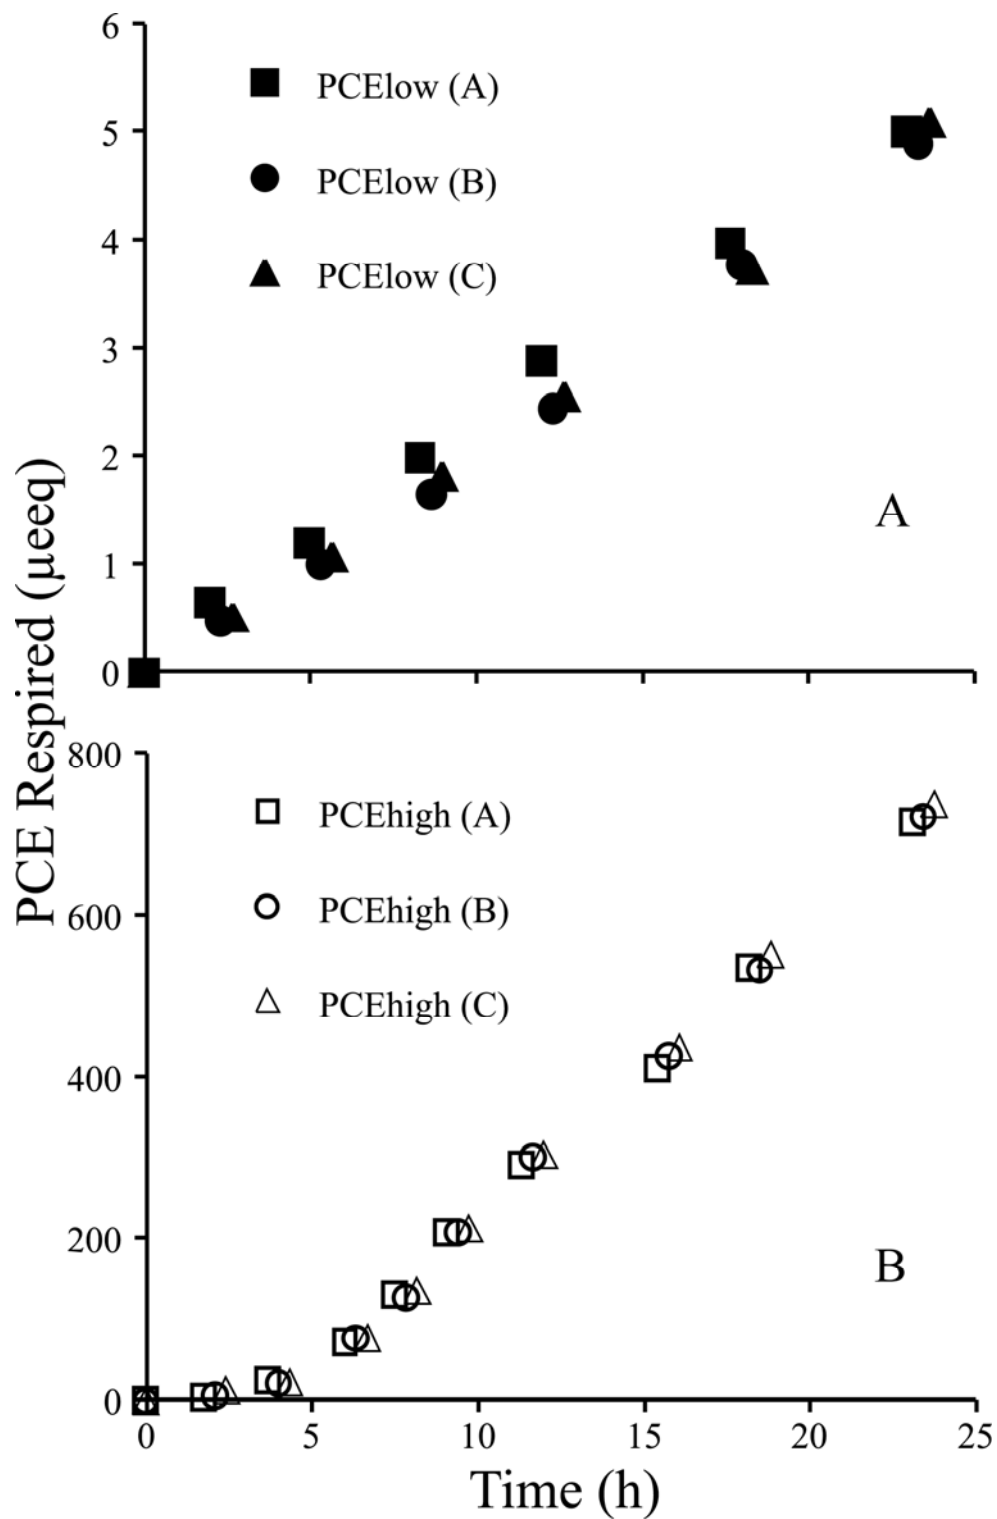 PCE Respired (µeeq)
6
5
4
3
2
1
0
PCElow (A)
PCElow (B)
PCElow (C)
A
800
600
400
200
0
PCEhigh (A)
PCEhigh (B)
PCEhigh (C)
B
0 5 10 15 20 25
Time (h)